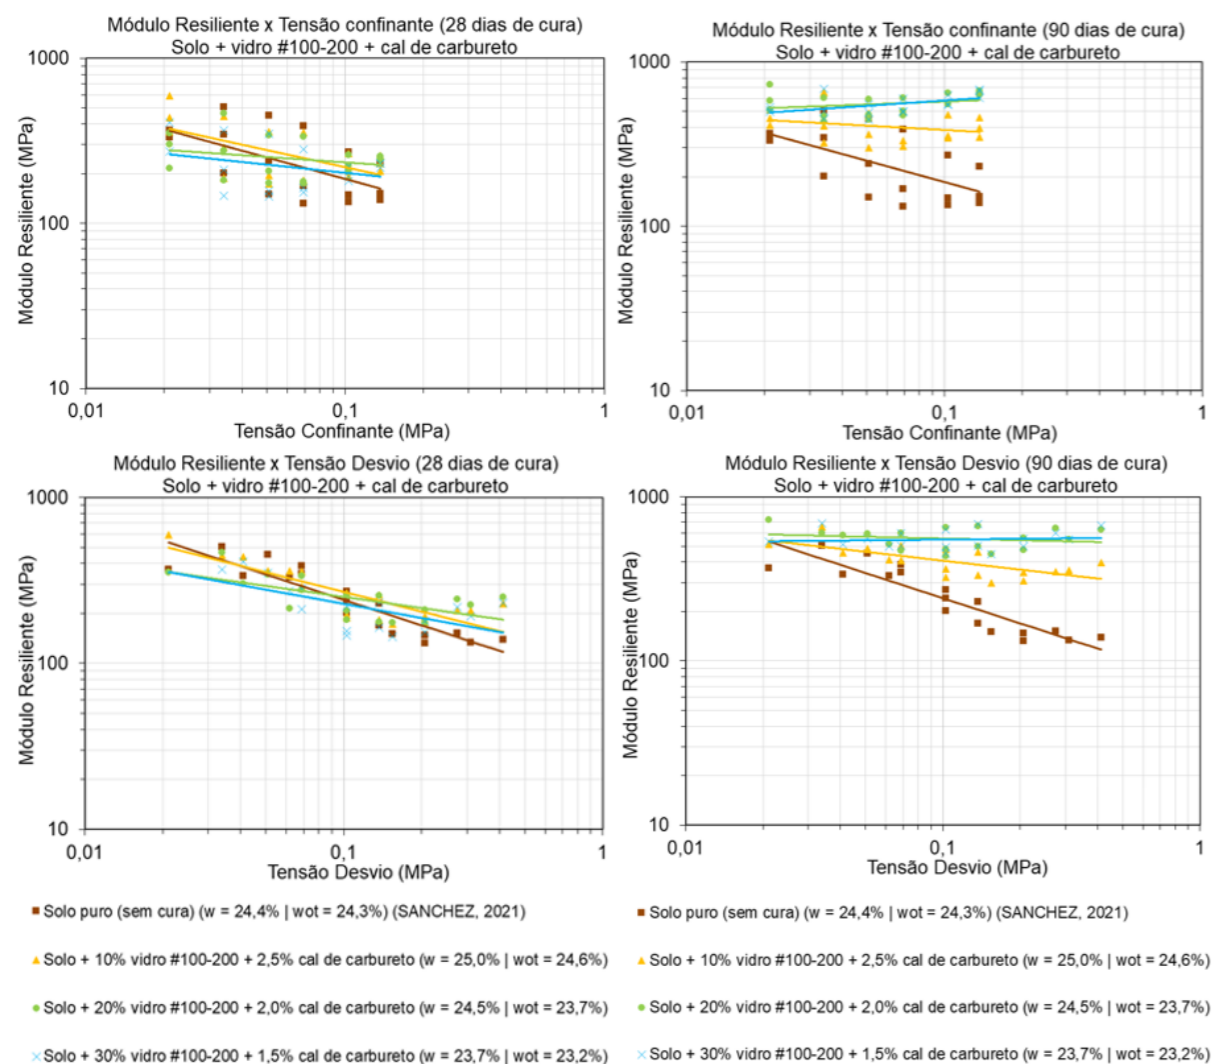 Módulo Resiliente x Tensão confinante (28 dias de cura)
Solo + vidro #100-200 + cal de carbureto
1000
100
10
Módulo Resiliente (MPa)
0,01
0,1
1
Tensão Confinante (MPa)
Módulo Resiliente x Tensão confinante (90 dias de cura)
Solo + vidro #100-200 + cal de carbureto
1000
100
10
Módulo Resiliente (MPa)
0,01
0,1
1
Tensão Confinante (MPa)
Módulo Resiliente x Tensão Desvio (28 dias de cura)
Solo + vidro #100-200 + cal de carbureto
1000
100
10
Módulo Resiliente (MPa)
0,01
0,1
1
Tensão Desvio (MPa)
Módulo Resiliente x Tensão Desvio (90 dias de cura)
Solo + vidro #100-200 + cal de carbureto
1000
100
10
Módulo Resiliente (MPa)
0,01
0,1
1
Tensão Desvio (MPa)
Solo puro (sem cura) (w = 24,4% | wot = 24,3%) (SANCHEZ, 2021)
Solo + 10% vidro #100-200 + 2,5% cal de carbureto (w = 25,0% | wot = 24,6%)
Solo + 20% vidro #100-200 + 2,0% cal de carbureto (w = 24,5% | wot = 23,7%)
Solo + 30% vidro #100-200 + 1,5% cal de carbureto (w = 23,7% | wot = 23,2%)
Solo puro (sem cura) (w = 24,4% | wot = 24,3%) (SANCHEZ, 2021)
Solo + 10% vidro #100-200 + 2,5% cal de carbureto (w = 25,0% | wot = 24,6%)
Solo + 20% vidro #100-200 + 2,0% cal de carbureto (w = 24,5% | wot = 23,7%)
Solo + 30% vidro #100-200 + 1,5% cal de carbureto (w = 23,7% | wot = 23,2%)